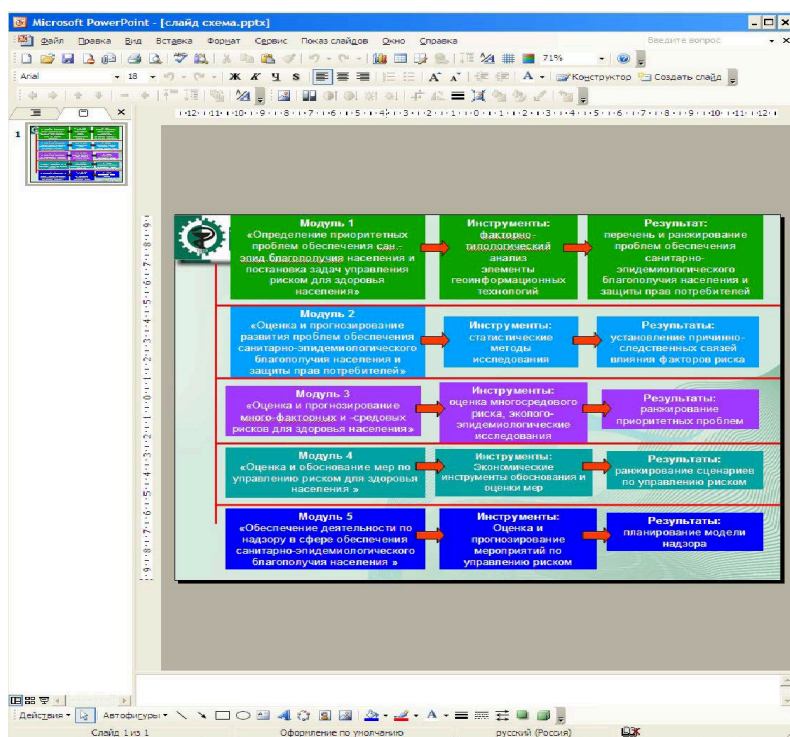 Microsoft PowerPoint - [слайд схема.pptx]
Файл Правка Вид Вставка Формат Сервис Показ слайдов Окно Справка Введите вопрос
71%
Arial 18 Ж К Ч S Конструктор Создать слайд
1
Модуль 1
«Определение приоритетных
проблем обеспечения сан.-
эпид.благополучия населения и
постановка задач управления
риском для здоровья
населения»
Инструменты:
факторно-
типологический
анализ
элементы
геоинформационных
технологий
Результат:
перечень и ранжирование
проблем обеспечения
санитарно-
эпидемиологического
благополучия населения и
защиты прав потребителей
Модуль 2
«Оценка и прогнозирование
развития проблем обеспечения
санитарно-эпидемиологического
благополучия населения и
защиты прав потребителей»
Инструменты:
статистические
методы
исследования
Результаты:
установление причинно-
следственных связей
влияния факторов риска
Модуль 3
«Оценка и прогнозирование
много-факторных и -средовых
рисков для здоровья населения»
Инструменты:
оценка многосредового
риска, эколого-
эпидемиологические
исследования
Результаты:
ранжирование
приоритетных проблем
Модуль 4
«Оценка и обоснование мер по
управлению риском для здоровья
населения »
Инструменты:
Экономические
инструменты обоснования и
оценки мер
Результаты:
ранжирование сценариев
по управлению риском
Модуль 5
«Обеспечение деятельности по
надзору в сфере обеспечения
санитарно-эпидемиологического
благополучия населения »
Инструменты:
Оценка и
прогнозирование
мероприятий по
управлению риском
Результаты:
планирование модели
надзора
Действия Автофигуры
Слайд 1 из 1 Оформление по умолчанию русский (Россия)